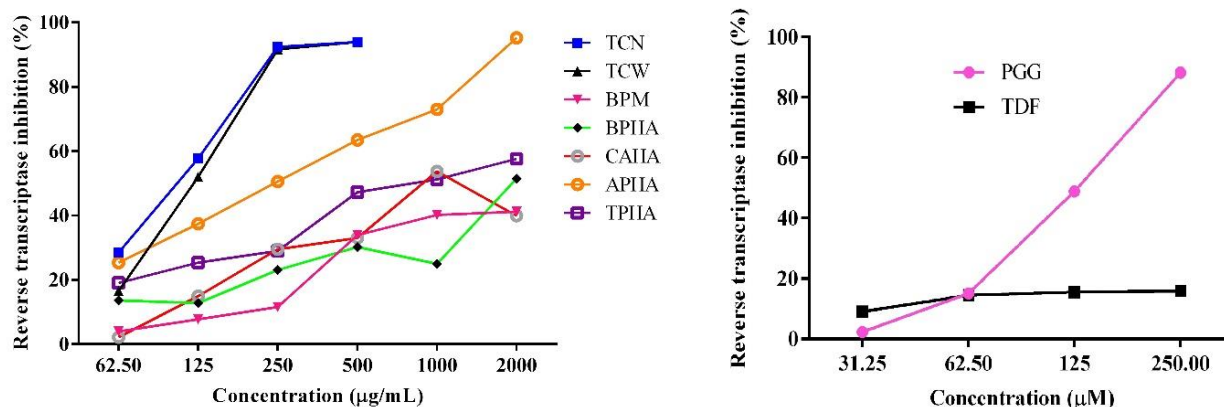 Reverse transcriptase inhibition (%)
100
80
60
40
20
0
62.50 125 250 500 1000 2000
Concentration (µg/mL)
TCN
TCW
BPM
BPIIA
CAIIA
APIIA
TPIIA
Reverse transcriptase inhibition (%)
100
80
60
40
20
0
31.25 62.50 125 250.00
Concentration (µM)
PGG
TDF